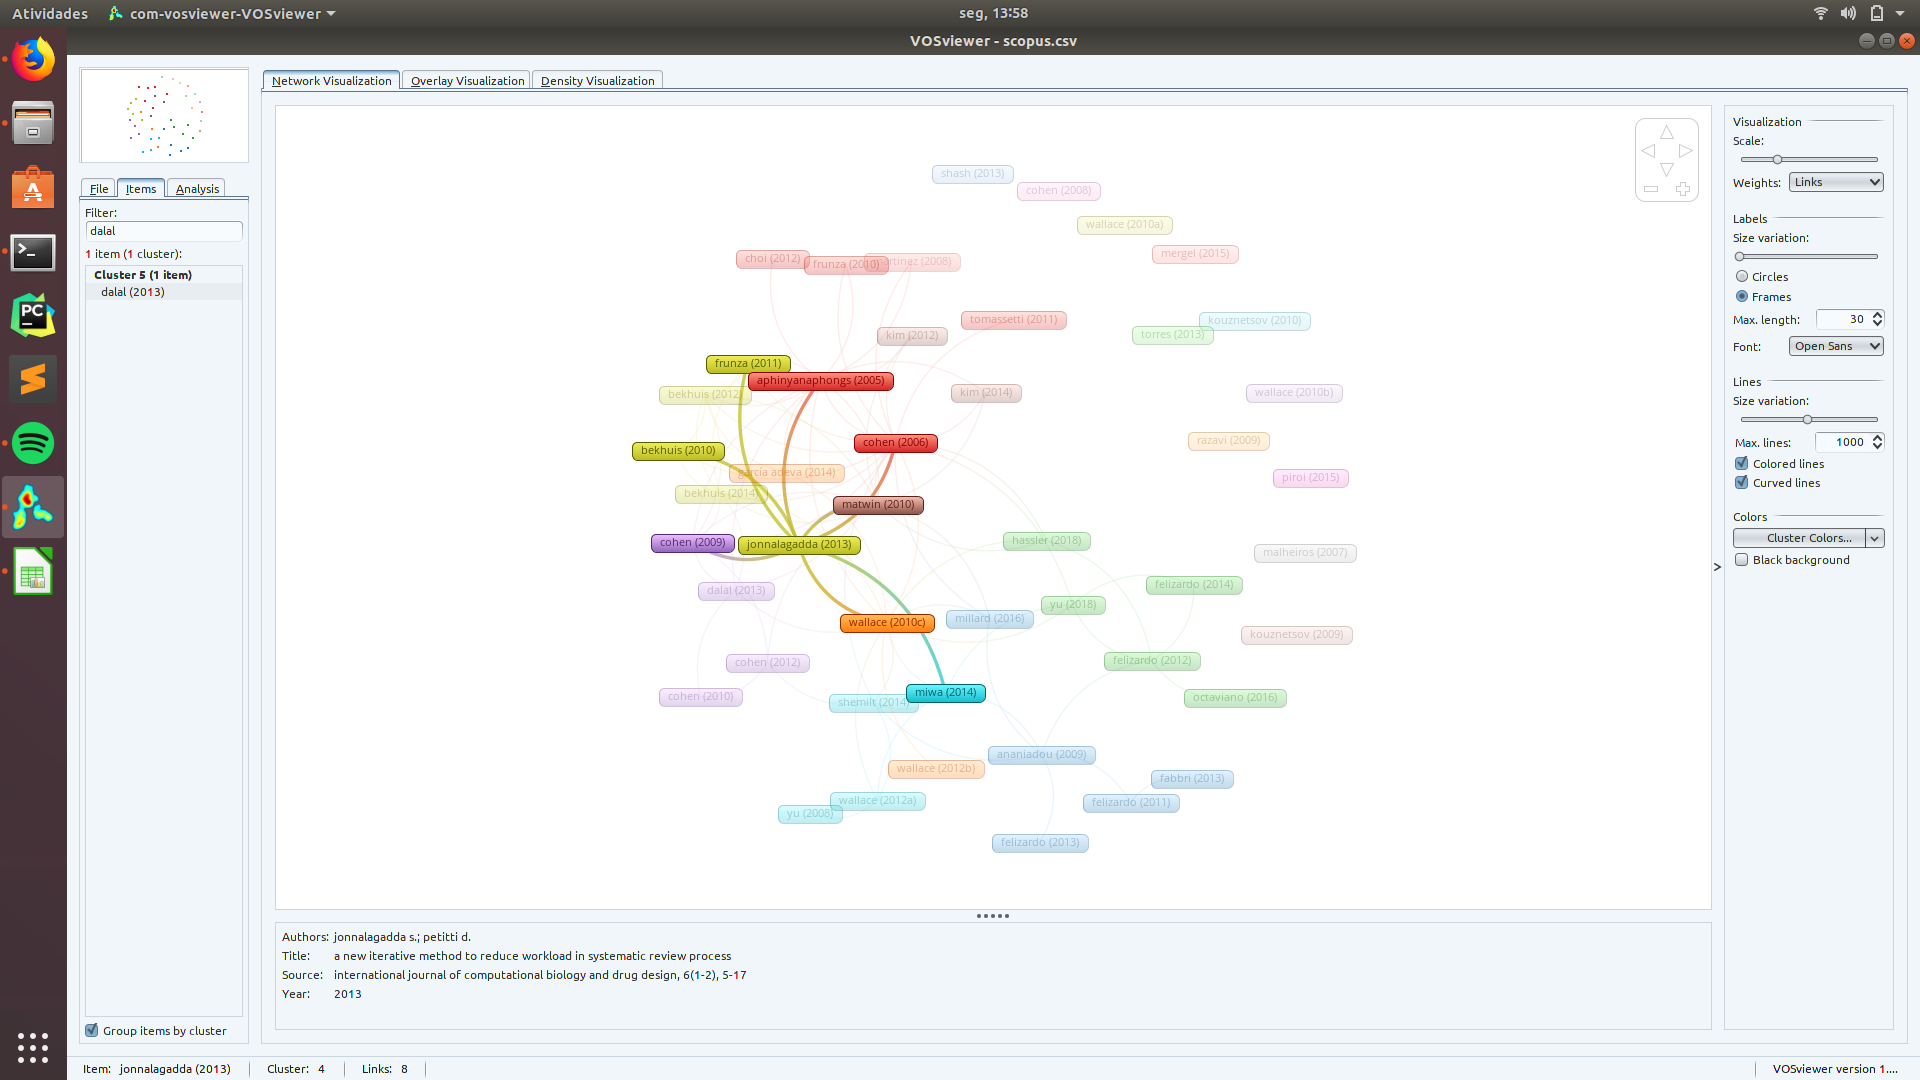 Atividades com-vosviewer-VOSviewer seg, 13:58
VOSviewer - scopus.csv
Network Visualization Overlay Visualization Density Visualization
File Items Analysis
Filter:
dalal
1 item (1 cluster):
Cluster 5 (1 item)
dalal (2013)
Group items by cluster
shash (2013)
cohen (2008)
wallace (2010a)
mergel (2015)
choi (2012)
frunza (2010)
martinez (2008)
tomassetti (2011)
kouznetsov (2010)
torres (2013)
kim (2012)
frunza (2011)
aphinyanaphongs (2005)
bekhuis (2012)
kim (2014)
wallace (2010b)
cohen (2006)
razavi (2009)
bekhuis (2010)
garcía adeva (2014)
piroi (2015)
bekhuis (2014)
matwin (2010)
cohen (2009)
jonnalagadda (2013)
hassler (2018)
malheiros (2007)
dalal (2013)
felizardo (2014)
yu (2018)
wallace (2010c)
millard (2016)
kouznetsov (2009)
cohen (2012)
felizardo (2012)
cohen (2010)
miwa (2014)
shemilt (2014)
octaviano (2016)
ananiadou (2009)
wallace (2012b)
fabbri (2013)
wallace (2012a)
felizardo (2011)
yu (2008)
felizardo (2013)
Authors: jonnalagadda s.; petitti d.
Title: a new iterative method to reduce workload in systematic review process
Source: international journal of computational biology and drug design, 6(1-2), 5-17
Year: 2013
Visualization
Scale:
Weights: Links
Labels
Size variation:
Circles
Frames
Max. length: 30
Font: Open Sans
Lines
Size variation:
Max. lines: 1000
Colored lines
Curved lines
Colors
Cluster Colors...
Black background
>
Item: jonnalagadda (2013) Cluster: 4 Links: 8 VOSviewer version 1....